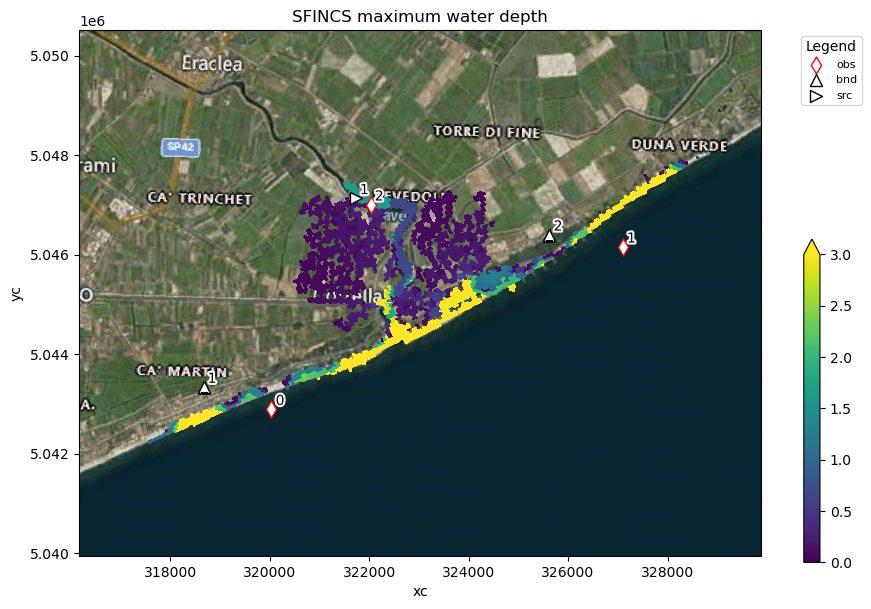 SFINCS maximum water depth
1e6
Legend
obs
bnd
src
5.050
5.048
5.046
5.044
5.042
5.040
yc
Eraclea
SP42
TORRE DI FINE
DUNA VERDE
ami
CA' TRINCHET
1
2
EVEDOL
ave
2
1
O
ella
CA' MARTIN
1
A.
0
3.0
2.5
2.0
1.5
1.0
0.5
0.0
318000
320000
322000
324000
326000
328000
xc